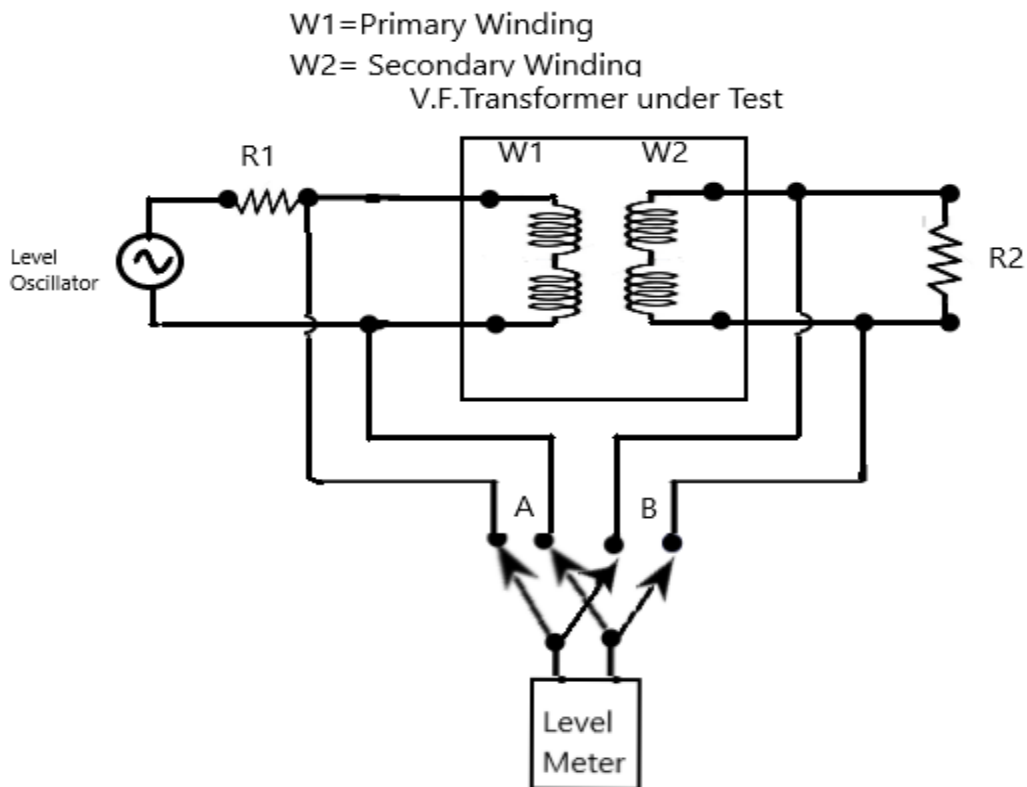 W1=Primary Winding
W2= Secondary Winding
V.F.Transformer under Test
R1
W1
W2
Level
Oscillator
R2
A
B
Level
Meter